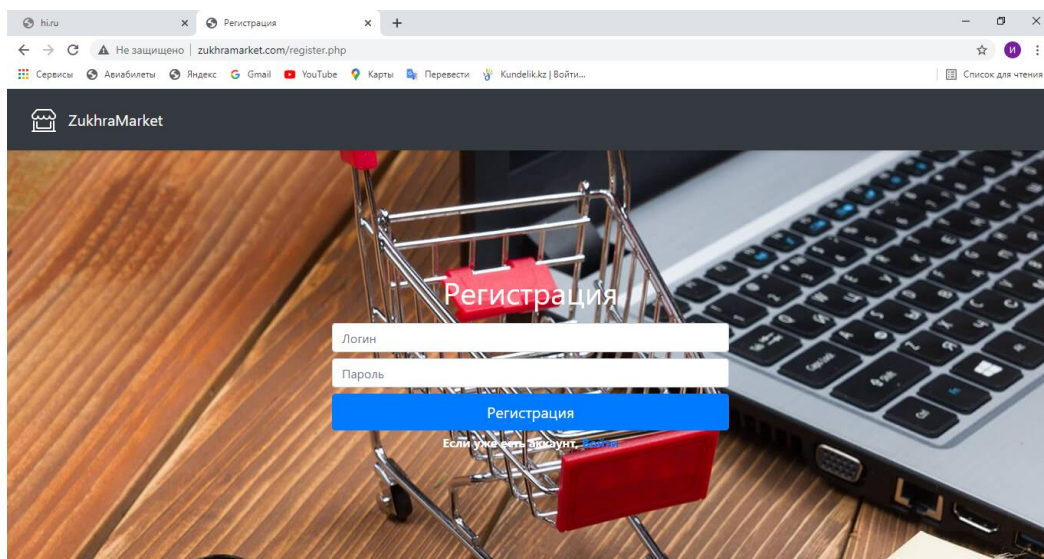 hi.ru
Регистрация
Не защищено | zukhramarket.com/register.php
И
Сервисы Авиабилеты Яндекс Gmail YouTube Карты Перевести Kundelik.kz | Войти... Список для чтения
ZukhraMarket
Регистрация
Логин
Пароль
Регистрация
Если уже есть аккаунт, Войти